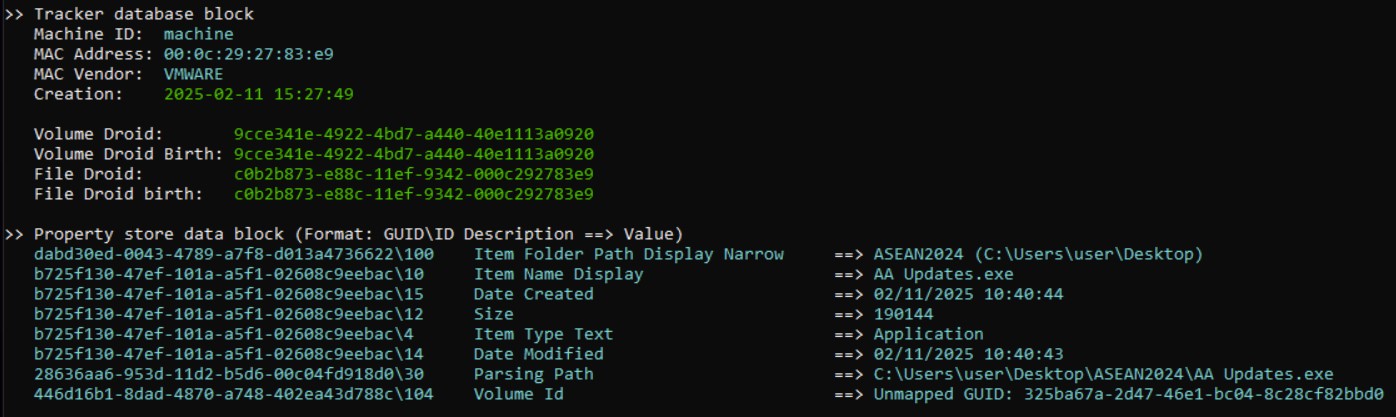 >> Tracker database block
Machine ID: machine
MAC Address: 00:0c:29:27:83:e9
MAC Vendor: VMWARE
Creation: 2025-02-11 15:27:49
Volume Droid: 9cce341e-4922-4bd7-a440-40e1113a0920
Volume Droid Birth: 9cce341e-4922-4bd7-a440-40e1113a0920
File Droid: c0b2b873-e88c-11ef-9342-000c292783e9
File Droid birth: c0b2b873-e88c-11ef-9342-000c292783e9
>> Property store data block (Format: GUID\ID Description ==> Value)
dabd30ed-0043-4789-a7f8-d013a4736622\100 Item Folder Path Display Narrow ==> ASEAN2024 (C:\Users\user\Desktop)
b725f130-47ef-101a-a5f1-02608c9eebac\10 Item Name Display ==> AA Updates.exe
b725f130-47ef-101a-a5f1-02608c9eebac\15 Date Created ==> 02/11/2025 10:40:44
b725f130-47ef-101a-a5f1-02608c9eebac\12 Size ==> 190144
b725f130-47ef-101a-a5f1-02608c9eebac\4 Item Type Text ==> Application
b725f130-47ef-101a-a5f1-02608c9eebac\14 Date Modified ==> 02/11/2025 10:40:43
28636aa6-953d-11d2-b5d6-00c04fd918d0\30 Parsing Path ==> C:\Users\user\Desktop\ASEAN2024\AA Updates.exe
446d16b1-8dad-4870-a748-402ea43d788c\104 Volume Id ==> Unmapped GUID: 325ba67a-2d47-46e1-bc04-8c28cf82bbd0